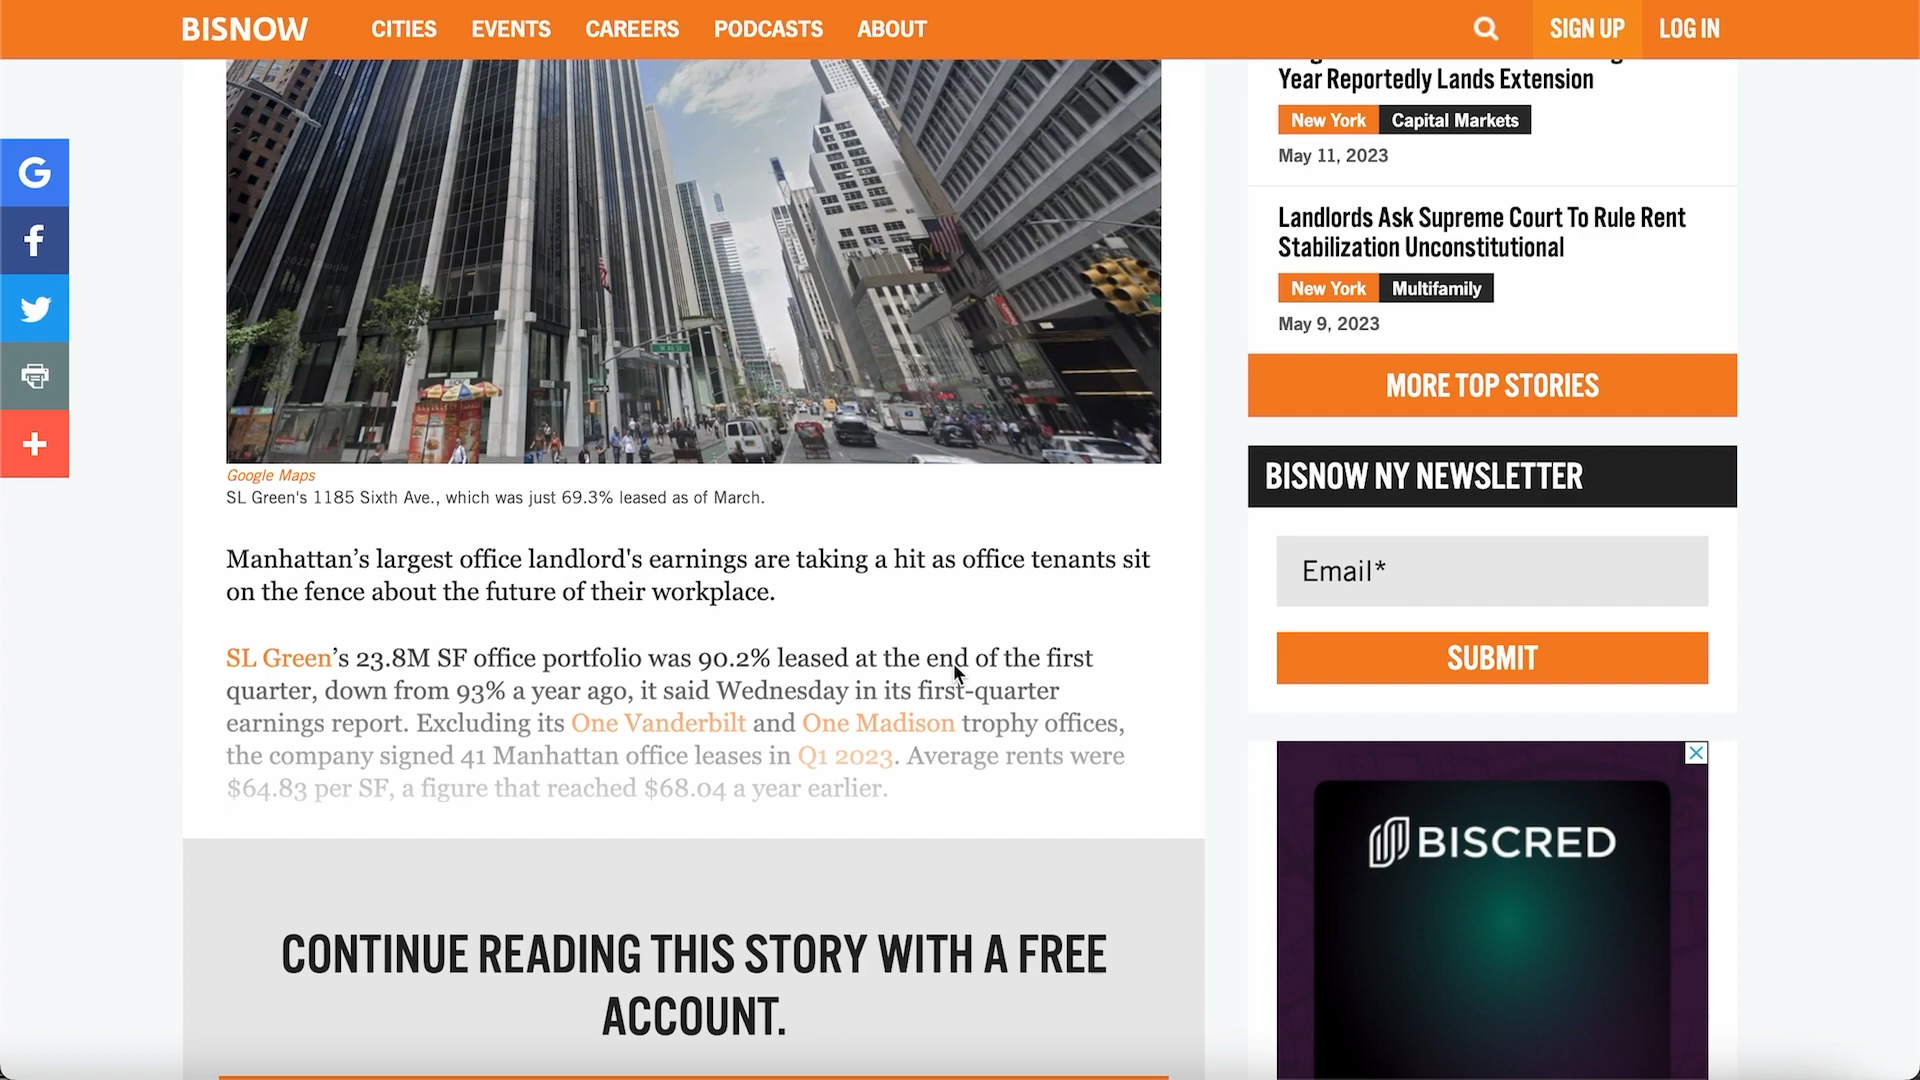 BISNOW CITIES EVENTS CAREERS PODCASTS ABOUT SIGN UP LOG IN
Google Maps
SL Green's 1185 Sixth Ave., which was just 69.3% leased as of March.
Manhattan’s largest office landlord's earnings are taking a hit as office tenants sit
on the fence about the future of their workplace.
SL Green’s 23.8M SF office portfolio was 90.2% leased at the end of the first
quarter, down from 93% a year ago, it said Wednesday in its first-quarter
earnings report. Excluding its One Vanderbilt and One Madison trophy offices,
the company signed 41 Manhattan office leases in Q1 2023. Average rents were
$64.83 per SF, a figure that reached $68.04 a year earlier.
CONTINUE READING THIS STORY WITH A FREE
ACCOUNT.
Year Reportedly Lands Extension
New York Capital Markets
May 11, 2023
Landlords Ask Supreme Court To Rule Rent
Stabilization Unconstitutional
New York Multifamily
May 9, 2023
MORE TOP STORIES
BISNOW NY NEWSLETTER
Email*
SUBMIT
BISCRED